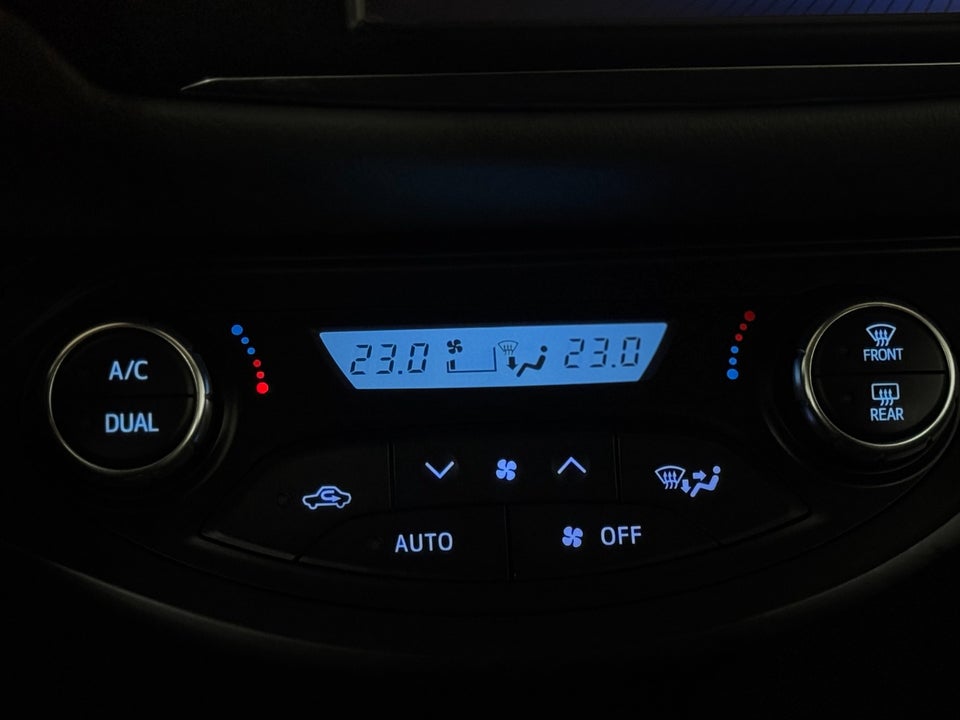 A/C
DUAL
23.0
23.0
FRONT
REAR
AUTO
OFF